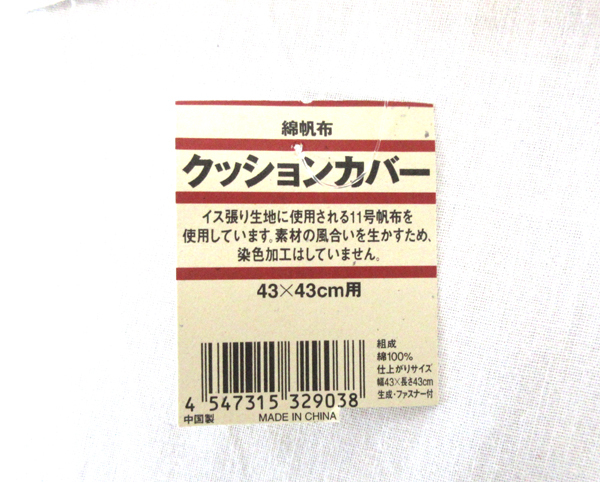 綿帆布
クッションカバー
イス張り生地に使用される11号帆布を
使用しています。素材の風合いを生かすため、
染色加工はしていません。
43×43cm用
組成
綿100%
仕上がりサイズ
幅43×長さ43cm
生成・ファスナー付
4 547315 329038
中国製 MADE IN CHINA